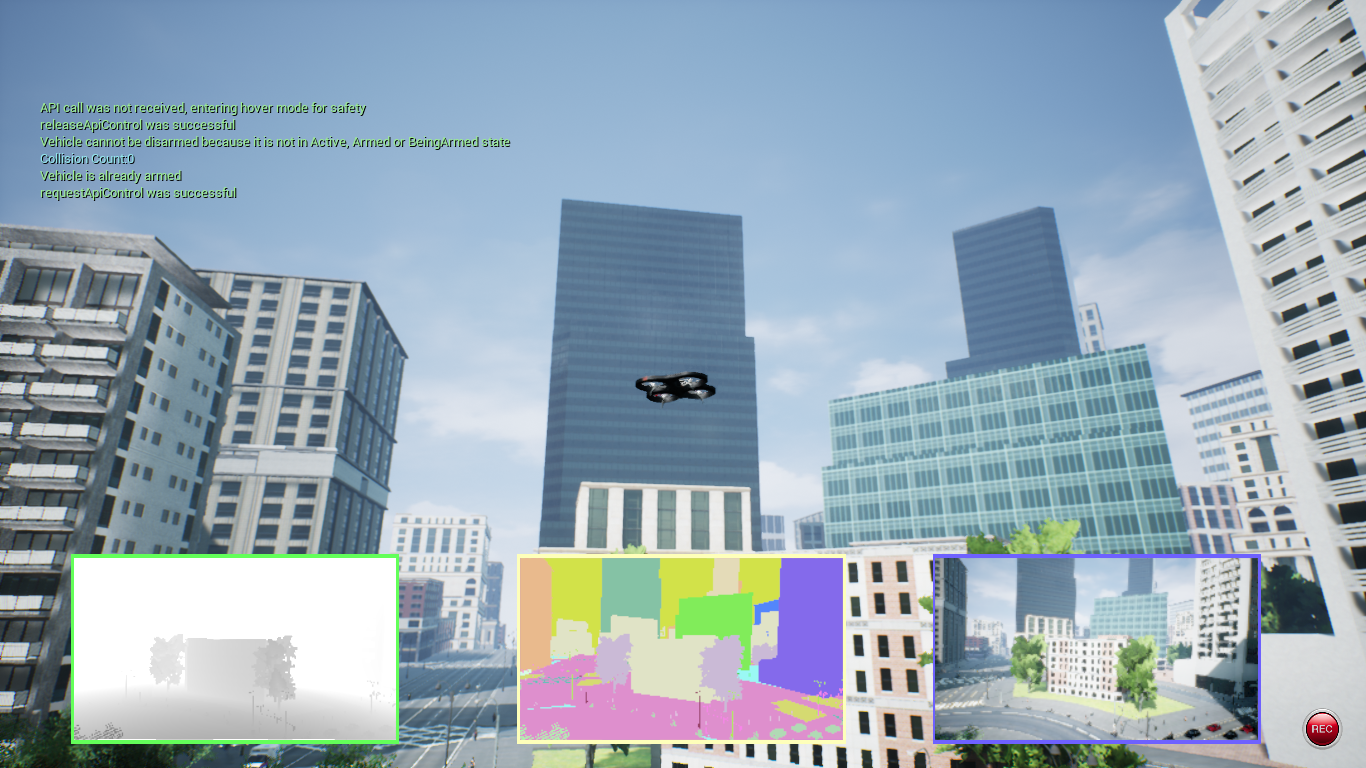 API call was not received, entering hover mode for safety
releaseApiControl was successful
Vehicle cannot be disarmed because it is not in Active, Armed or BeingArmed state
Collision Count:0
Vehicle is already armed
requestApiControl was successful
REC